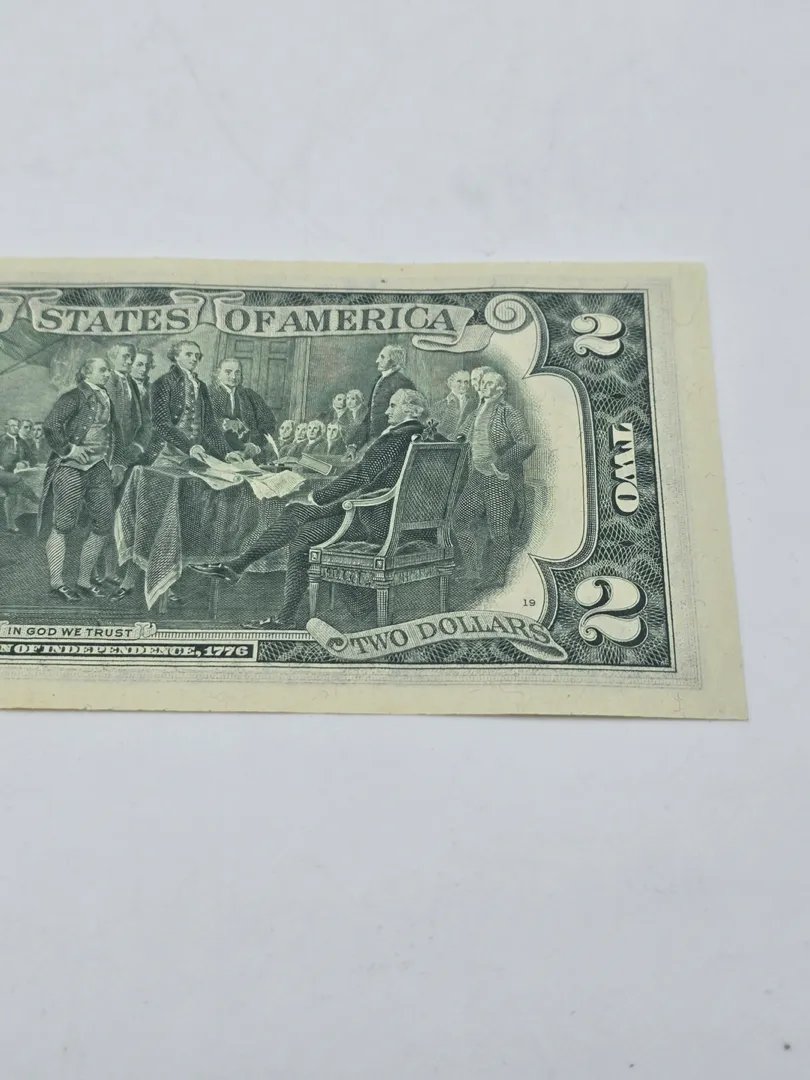 D STATES OF AMERICA
2
TWO
2
19
IN GOD WE TRUST
TWO DOLLARS
N OF INDEPENDENCE, 1776